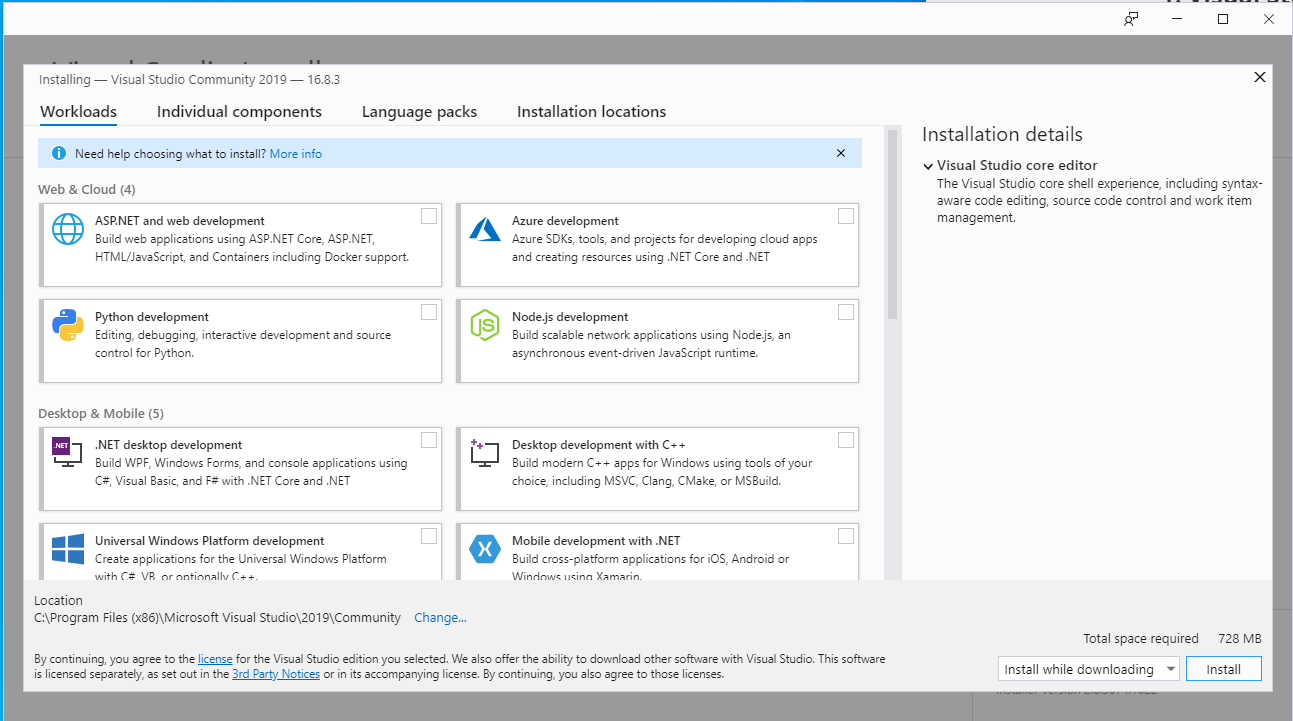 Installing — Visual Studio Community 2019 — 16.8.3
Workloads
Individual components
Language packs
Installation locations
Need help choosing what to install? More info
Web & Cloud (4)
ASP.NET and web development
Build web applications using ASP.NET Core, ASP.NET,
HTML/JavaScript, and Containers including Docker support.
Azure development
Azure SDKs, tools, and projects for developing cloud apps
and creating resources using .NET Core and .NET
Python development
Editing, debugging, interactive development and source
control for Python.
JS
Node.js development
Build scalable network applications using Node.js, an
asynchronous event-driven JavaScript runtime.
Desktop & Mobile (5)
.NET
.NET desktop development
Build WPF, Windows Forms, and console applications using
C#, Visual Basic, and F# with .NET Core and .NET
Desktop development with C++
Build modern C++ apps for Windows using tools of your
choice, including MSVC, Clang, CMake, or MSBuild.
Universal Windows Platform development
Create applications for the Universal Windows Platform
with C#, VB, or optionally C++.
Mobile development with .NET
Build cross-platform applications for iOS, Android or
Windows using Xamarin.
Installation details
Visual Studio core editor
The Visual Studio core shell experience, including syntax-
aware code editing, source code control and work item
management.
Location
C:\Program Files (x86)\Microsoft Visual Studio\2019\Community Change...
Total space required 728 MB
By continuing, you agree to the license for the Visual Studio edition you selected. We also offer the ability to download other software with Visual Studio. This software
is licensed separately, as set out in the 3rd Party Notices or in its accompanying license. By continuing, you also agree to those licenses.
Install while downloading
Install